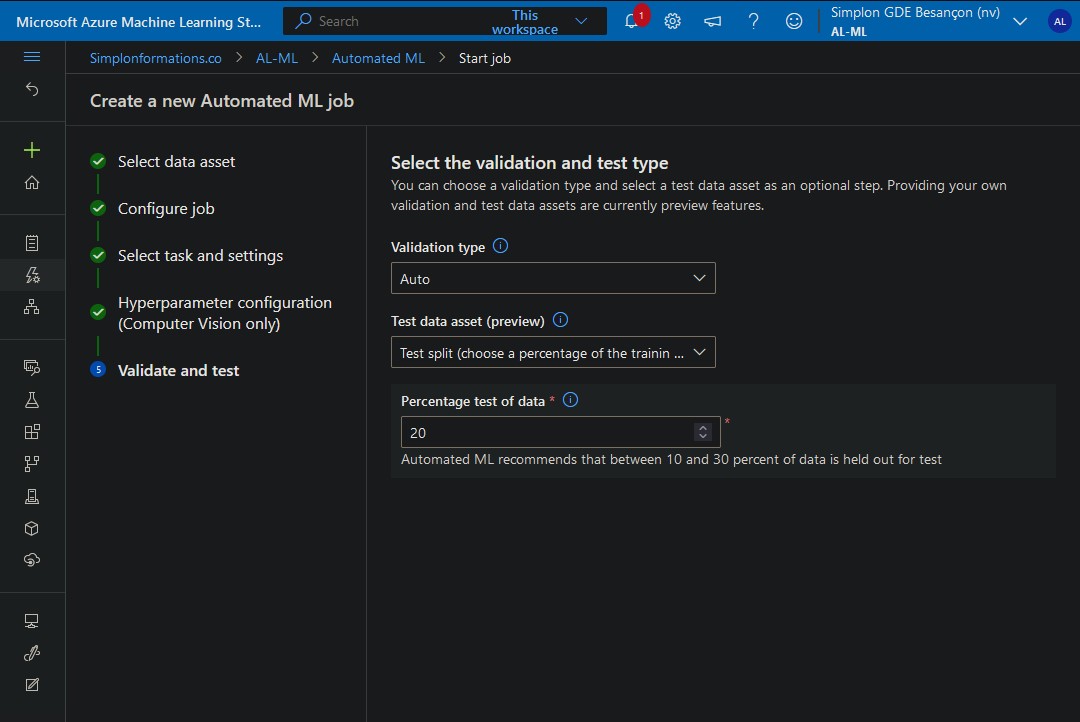 Microsoft Azure Machine Learning St...
Search
This workspace
1
Simplon GDE Besançon (nv)
AL-ML
AL
Simplonformations.co > AL-ML > Automated ML > Start job
Create a new Automated ML job
Select data asset
Configure job
Select task and settings
Hyperparameter configuration
(Computer Vision only)
5 Validate and test
Select the validation and test type
You can choose a validation type and select a test data asset as an optional step. Providing your own
validation and test data assets are currently preview features.
Validation type
Auto
Test data asset (preview)
Test split (choose a percentage of the trainin ...
Percentage test of data *
20
*
Automated ML recommends that between 10 and 30 percent of data is held out for test